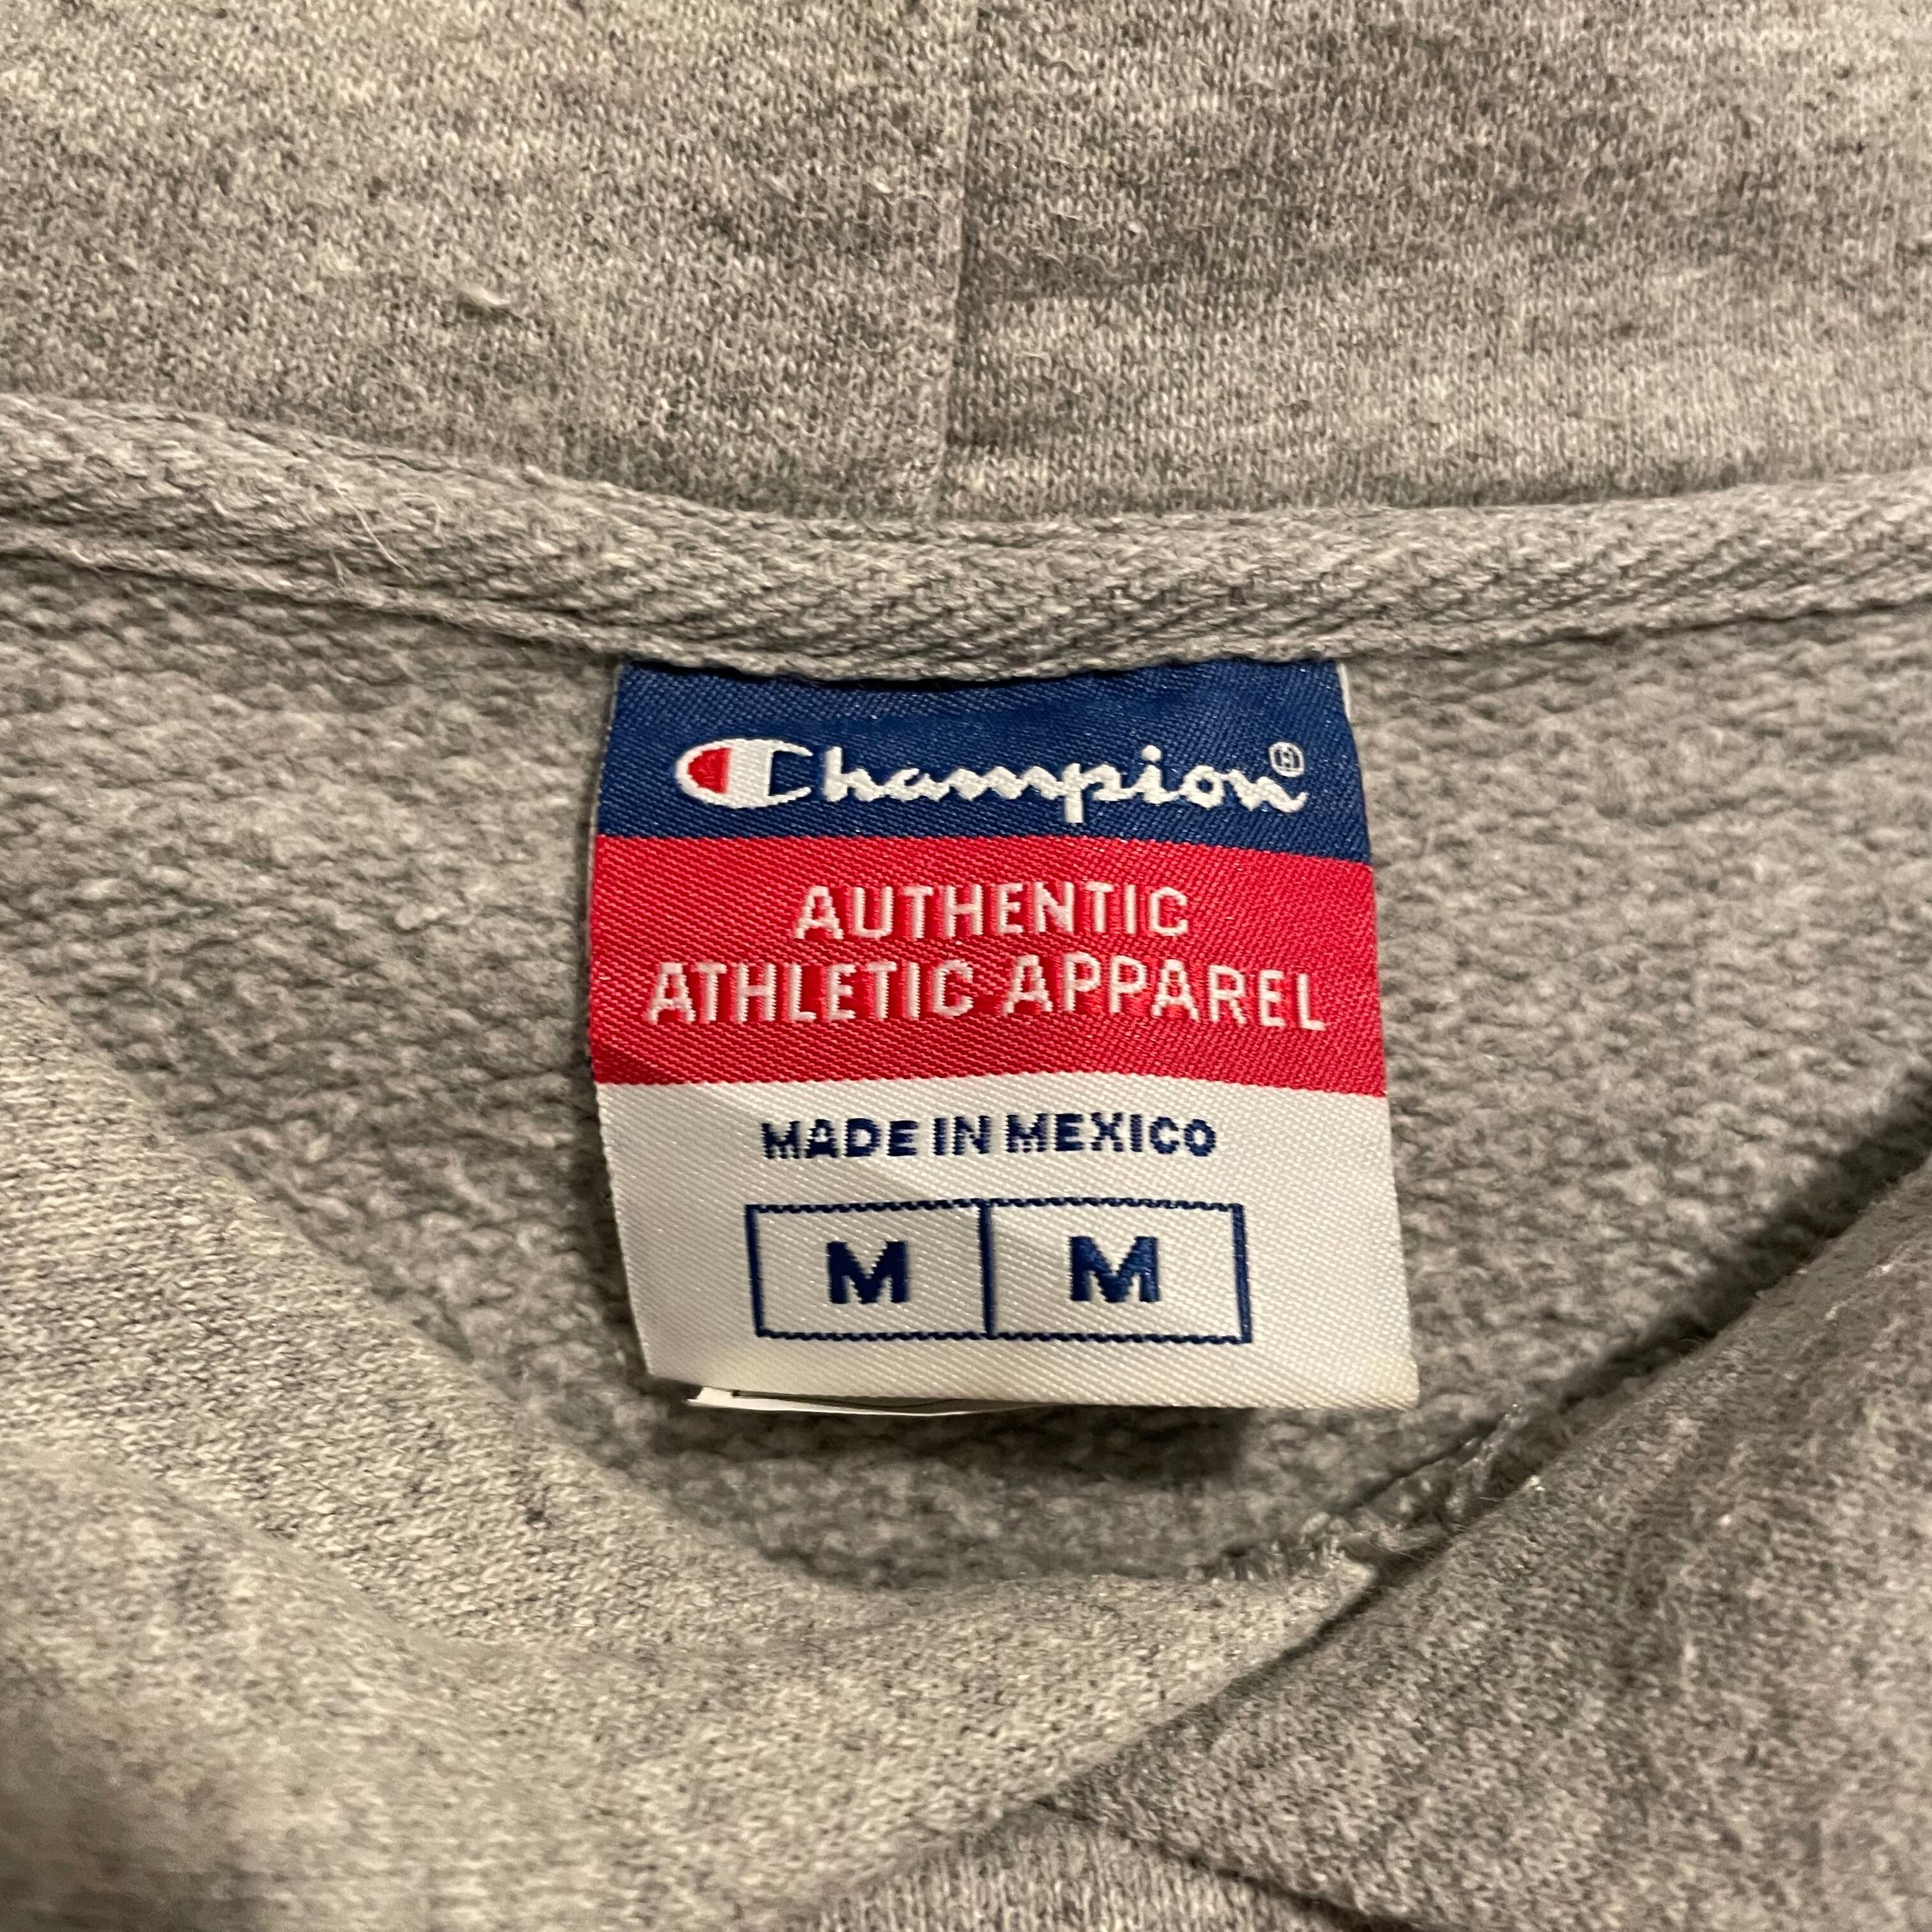 Champion®
AUTHENTIC
ATHLETIC APPAREL
MADE IN MEXICO
M M